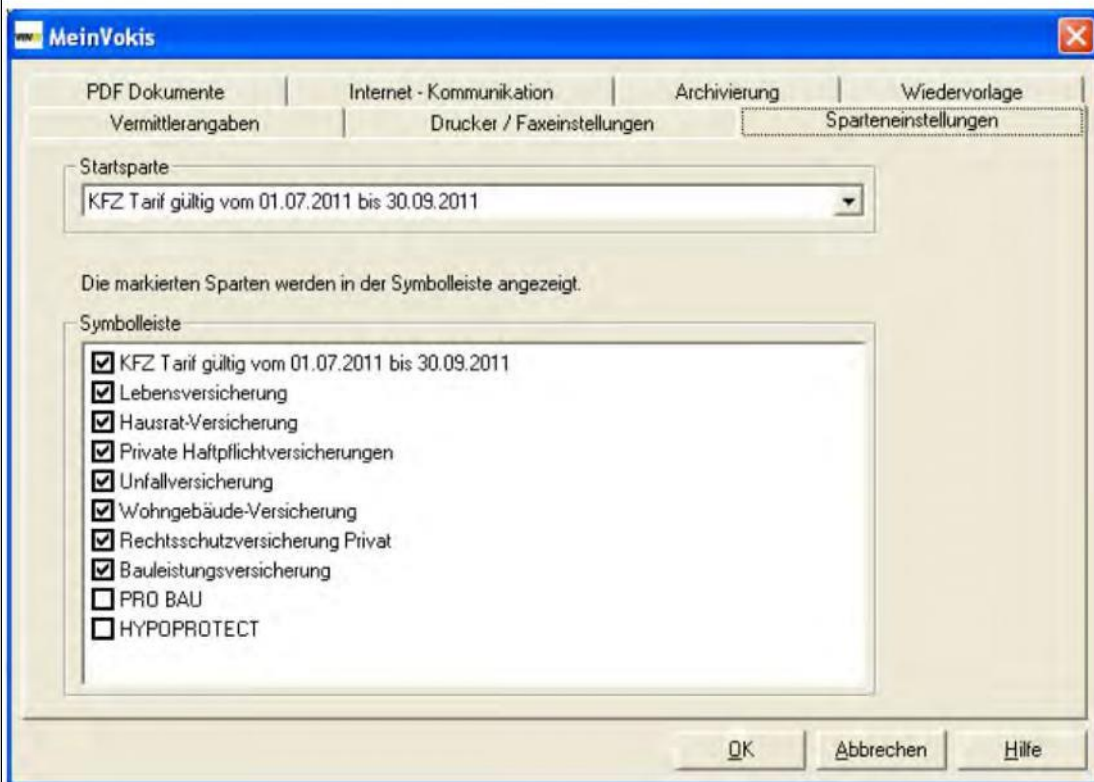 MeinVokis
PDF Dokumente Internet - Kommunikation Archivierung Wiedervorlage
Vermittlerangaben Drucker / Faxeinstellungen Sparteneinstellungen
Startsparte
KFZ Tarif gültig vom 01.07.2011 bis 30.09.2011
Die markierten Sparten werden in der Symbolleiste angezeigt.
Symbolleiste
KFZ Tarif gültig vom 01.07.2011 bis 30.09.2011
Lebensversicherung
Hausrat-Versicherung
Private Haftpflichtversicherungen
Unfallversicherung
Wohngebäude-Versicherung
Rechtsschutzversicherung Privat
Bauleistungsversicherung
PRO BAU
HYPOPROTECT
OK Abbrechen Hilfe